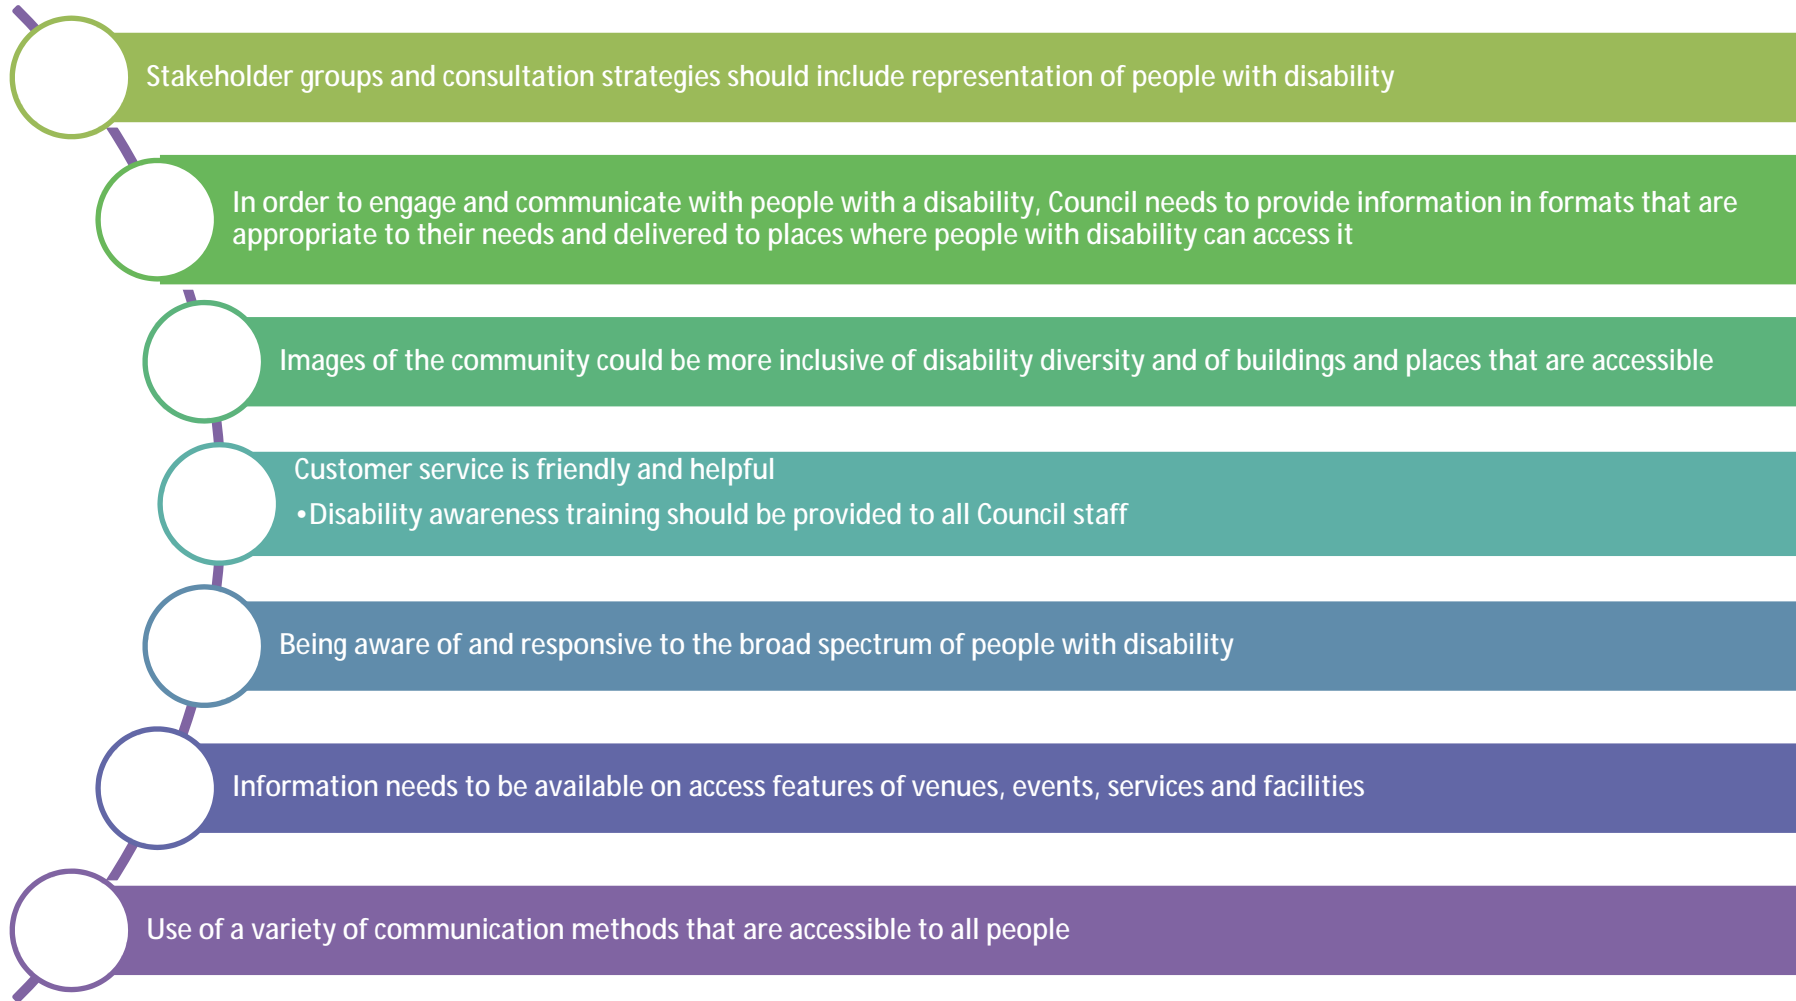 Stakeholder groups and consultation strategies should include representation of people with disability
In order to engage and communicate with people with a disability, Council needs to provide information in formats that are
appropriate to their needs and delivered to places where people with disability can access it
Images of the community could be more inclusive of disability diversity and of buildings and places that are accessible
Customer service is friendly and helpful
•Disability awareness training should be provided to all Council staff
Being aware of and responsive to the broad spectrum of people with disability
Information needs to be available on access features of venues, events, services and facilities
Use of a variety of communication methods that are accessible to all people